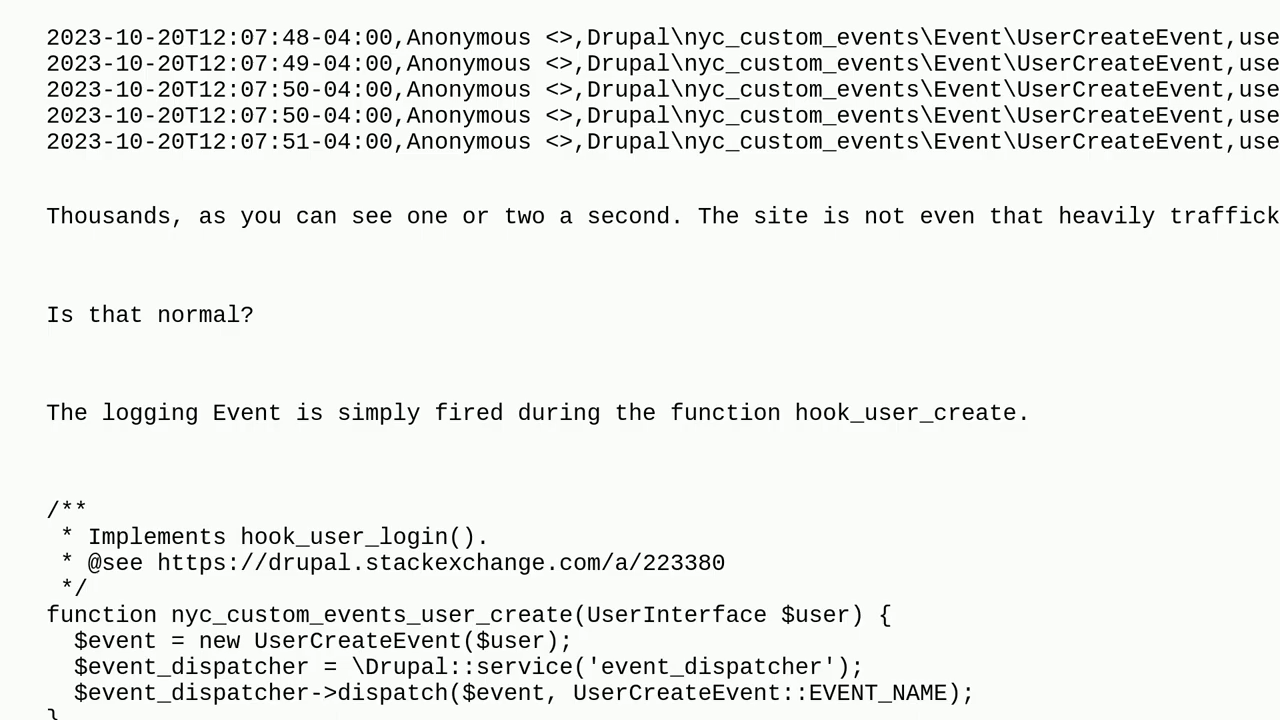 2023-10-20T12:07:48-04:00,Anonymous <>,Drupal\nyc_custom_events\Event\UserCreateEvent,use
2023-10-20T12:07:49-04:00,Anonymous <>,Drupal\nyc_custom_events\Event\UserCreateEvent,use
2023-10-20T12:07:50-04:00,Anonymous <>,Drupal\nyc_custom_events\Event\UserCreateEvent,use
2023-10-20T12:07:50-04:00,Anonymous <>,Drupal\nyc_custom_events\Event\UserCreateEvent,use
2023-10-20T12:07:51-04:00,Anonymous <>,Drupal\nyc_custom_events\Event\UserCreateEvent,use
Thousands, as you can see one or two a second. The site is not even that heavily traffick
Is that normal?
The logging Event is simply fired during the function hook_user_create.
/**
 * Implements hook_user_login().
 * @see https://drupal.stackexchange.com/a/223380
 */
function nyc_custom_events_user_create(UserInterface $user) {
  $event = new UserCreateEvent($user);
  $event_dispatcher = \Drupal::service('event_dispatcher');
  $event_dispatcher->dispatch($event, UserCreateEvent::EVENT_NAME);
}